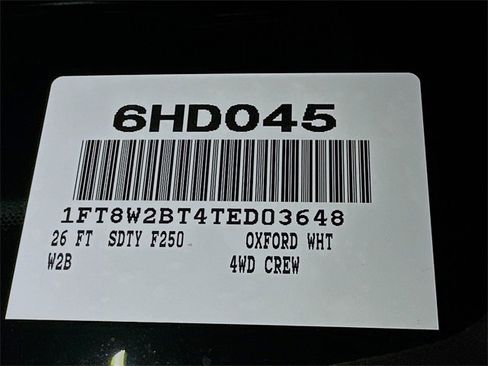 6HD045
1FT8W2BT4TED03648
26 FT SDTY F250 OXFORD WHT
W2B 4WD CREW